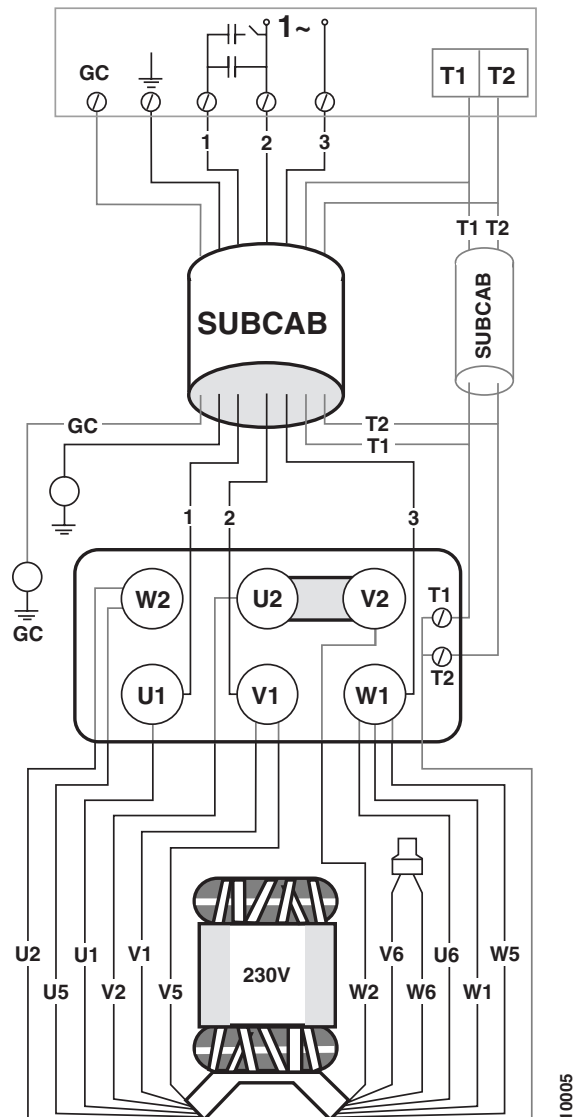 1~
GC
T1 T2
1 2 3
T1 T2
SUBCAB
SUBCAB
GC
T2
T1
1 2 3
GC
W2 U2 V2
T1
U1 V1 W1
T2
U2 U1 V1 V6 U6 W5
230V
U5 V2 V5 W2 W6 W1
10005